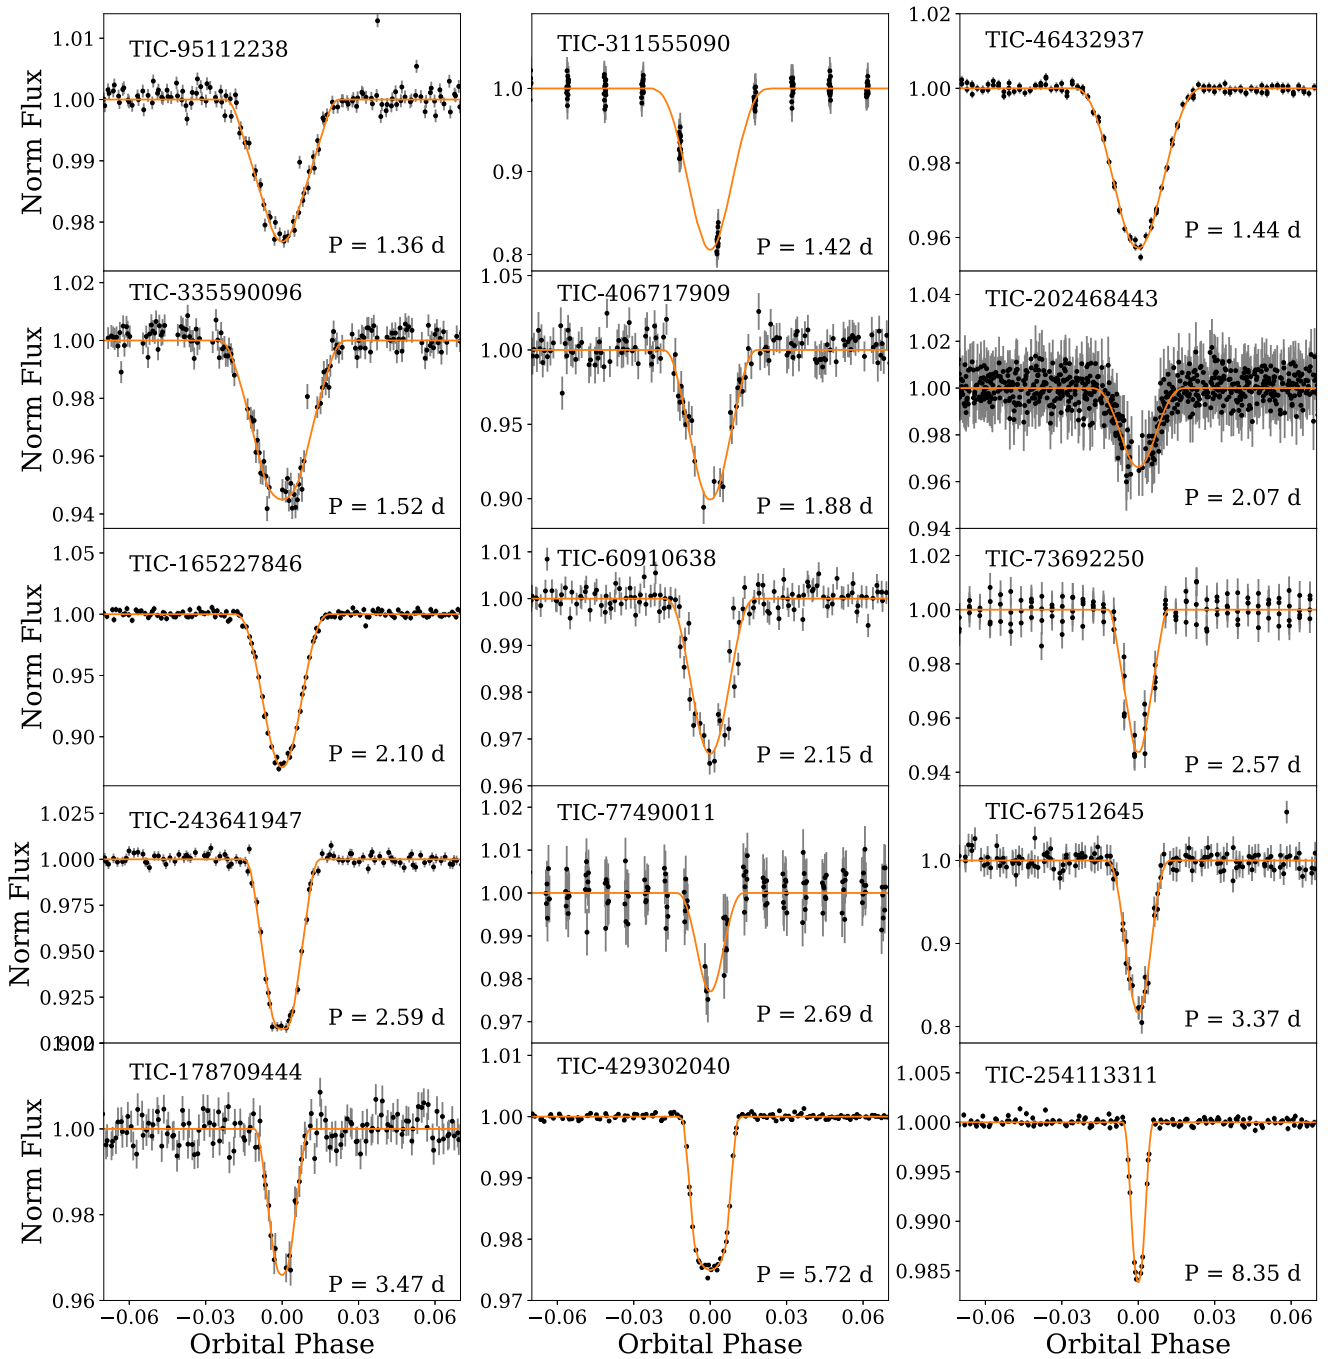 TIC-95112238
P = 1.36 d
1.01
1.00
0.99
0.98
Norm Flux
TIC-311555090
P = 1.42 d
1.0
0.9
0.8
TIC-46432937
P = 1.44 d
1.02
1.00
0.98
0.96
TIC-335590096
P = 1.52 d
1.02
1.00
0.98
0.96
0.94
Norm Flux
TIC-406717909
P = 1.88 d
1.05
1.00
0.95
0.90
TIC-202468443
P = 2.07 d
1.04
1.02
1.00
0.98
0.96
0.94
TIC-165227846
P = 2.10 d
1.05
1.00
0.95
0.90
Norm Flux
TIC-60910638
P = 2.15 d
1.01
1.00
0.99
0.98
0.97
0.96
TIC-73692250
P = 2.57 d
1.02
1.00
0.98
0.96
0.94
TIC-243641947
P = 2.59 d
1.025
1.000
0.975
0.950
0.925
0.900
Norm Flux
TIC-77490011
P = 2.69 d
1.01
1.00
0.99
0.98
0.97
TIC-67512645
P = 3.37 d
1.0
0.9
0.8
TIC-178709444
P = 3.47 d
1.02
1.00
0.98
0.96
Norm Flux
−0.06 −0.03 0.00 0.03 0.06
Orbital Phase
TIC-429302040
P = 5.72 d
1.01
1.00
0.99
0.98
0.97
−0.06 −0.03 0.00 0.03 0.06
Orbital Phase
TIC-254113311
P = 8.35 d
1.005
1.000
0.995
0.990
0.985
−0.06 −0.03 0.00 0.03 0.06
Orbital Phase